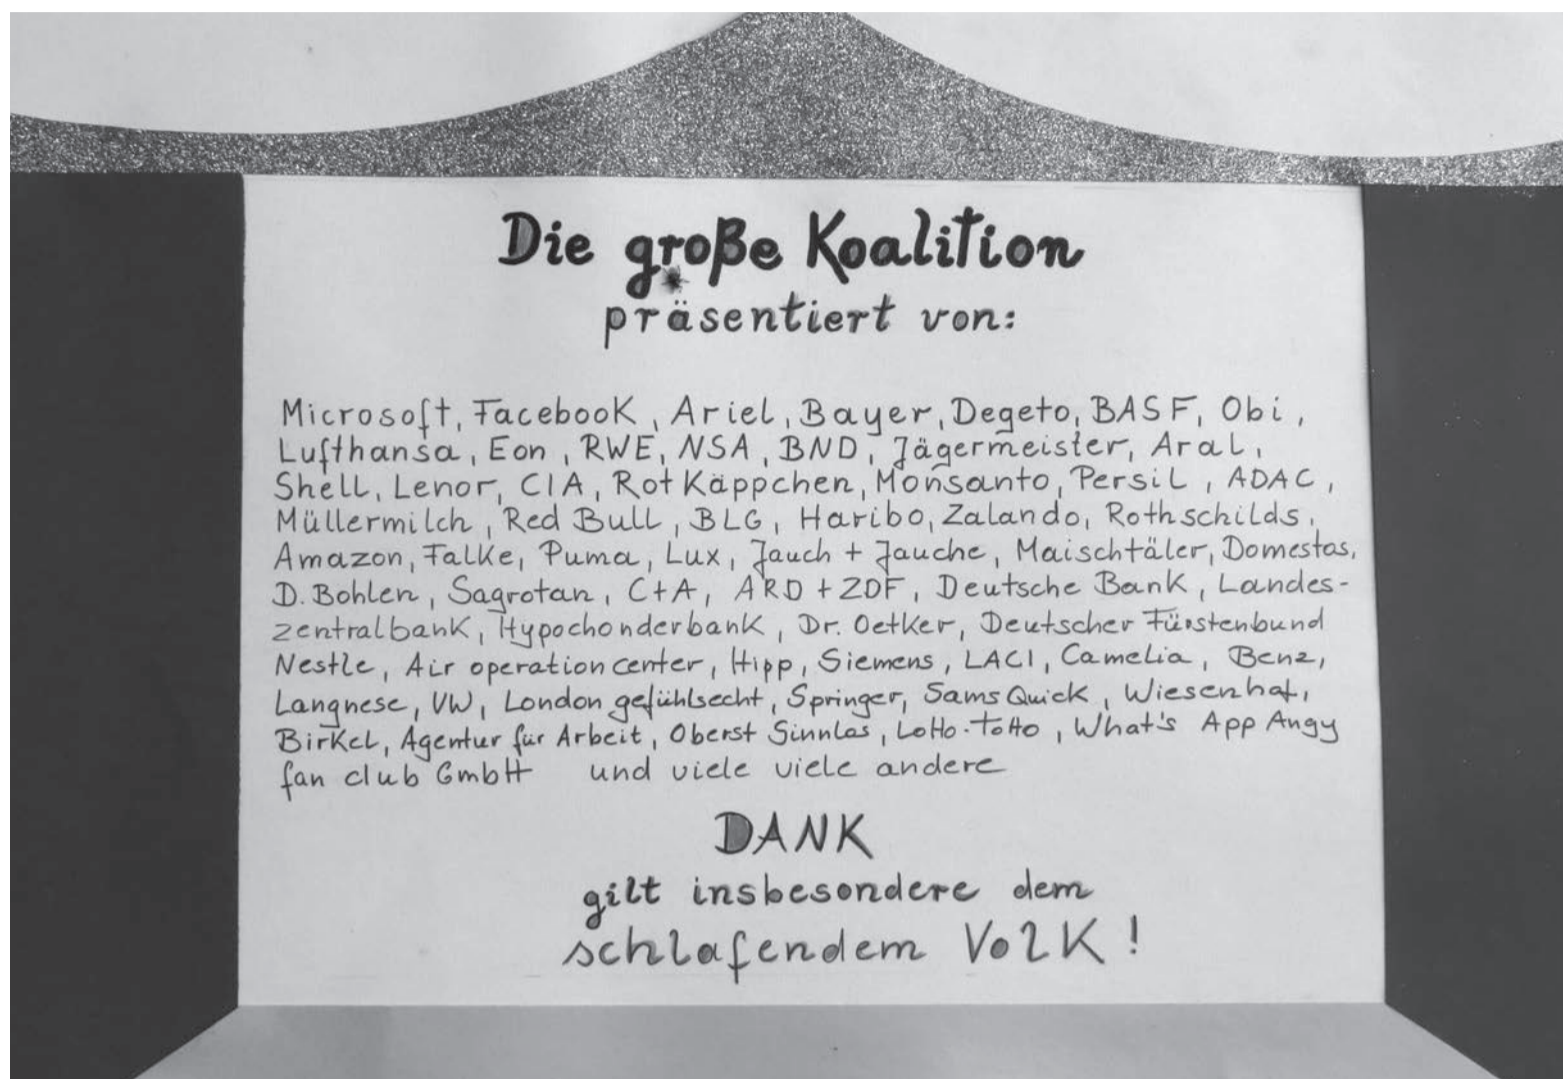 Die große Koalition
präsentiert von:
Microsoft, Facebook, Ariel, Bayer, Degeto, BASF, Obi,
Lufthansa, Eon, RWE, NSA, BND, Jägermeister, Aral,
Shell, Lenor, CIA, Rotkäppchen, Monsanto, Persil, ADAC,
Müllermilch, Red Bull, BLG, Haribo, Zalando, Rothschilds,
Amazon, Falke, Puma, Lux, Jauch + Jauche, Maischtäler, Domestos,
D. Bohlen, Sagrotan, C+A, ARD + ZDF, Deutsche Bank, Landes-
zentralbank, Hypochonderbank, Dr. Oetker, Deutscher Fürstenbund
Nestle, Air operation center, Hipp, Siemens, LACI, Camelia, Benz,
Langnese, VW, London gefühlsecht, Springer, Sams Quick, Wiesenhof,
Birkel, Agentur für Arbeit, Oberst Sinnlos, Lotto-Totto, What's App Angy
fan club GmbH und viele viele andere
DANK
gilt insbesondere dem
schlafendem Volk!